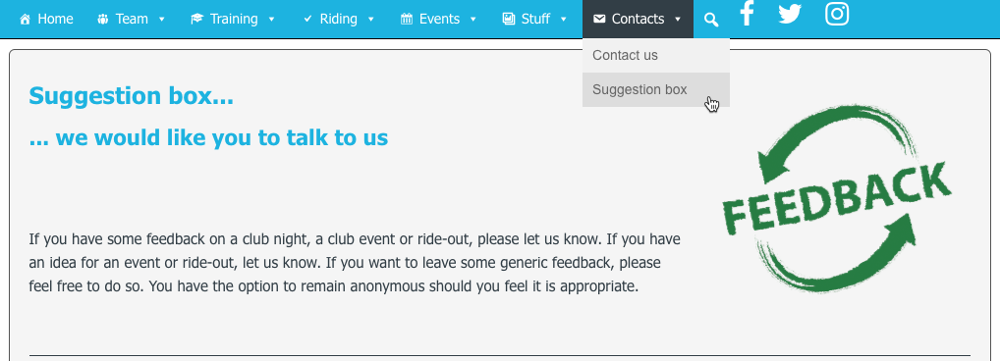 Home Team Training Riding Events Stuff Contacts
Contact us
Suggestion box
Suggestion box...
... we would like you to talk to us
FEEDBACK
If you have some feedback on a club night, a club event or ride-out, please let us know. If you have
an idea for an event or ride-out, let us know. If you want to leave some generic feedback, please
feel free to do so. You have the option to remain anonymous should you feel it is appropriate.